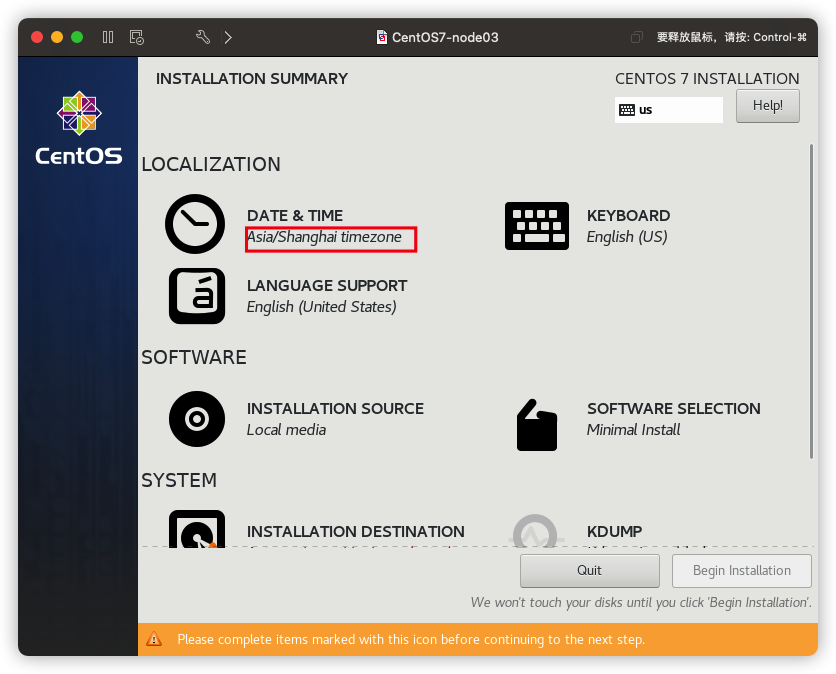 CentOS7-node03
要释放鼠标，请按: Control-⌘
INSTALLATION SUMMARY
CENTOS 7 INSTALLATION
us
Help!
CentOS
LOCALIZATION
DATE & TIME
Asia/Shanghai timezone
KEYBOARD
English (US)
LANGUAGE SUPPORT
English (United States)
SOFTWARE
INSTALLATION SOURCE
Local media
SOFTWARE SELECTION
Minimal Install
SYSTEM
INSTALLATION DESTINATION
KDUMP
Quit
Begin Installation
We won't touch your disks until you click 'Begin Installation'.
Please complete items marked with this icon before continuing to the next step.